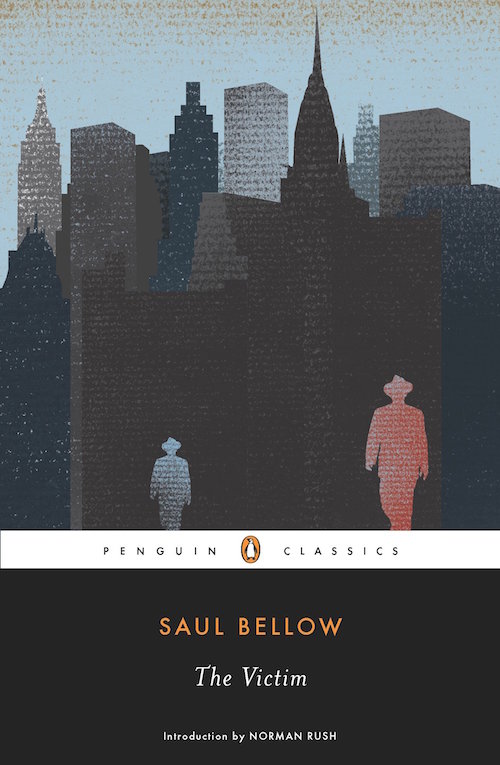 PENGUIN CLASSICS
SAUL BELLOW
The Victim
Introduction by NORMAN RUSH